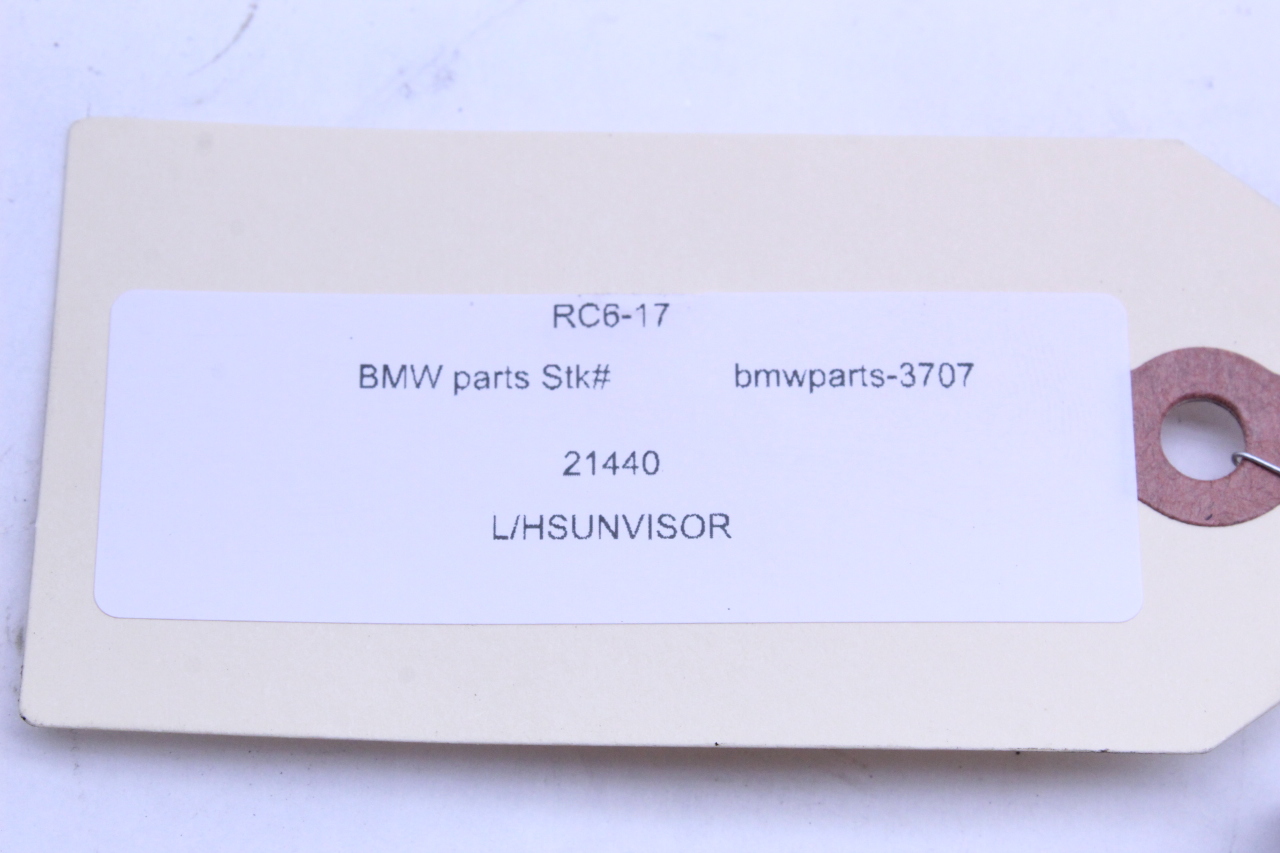 RC6-17
BMW parts Stk# bmwparts-3707
21440
L/HSUNVISOR